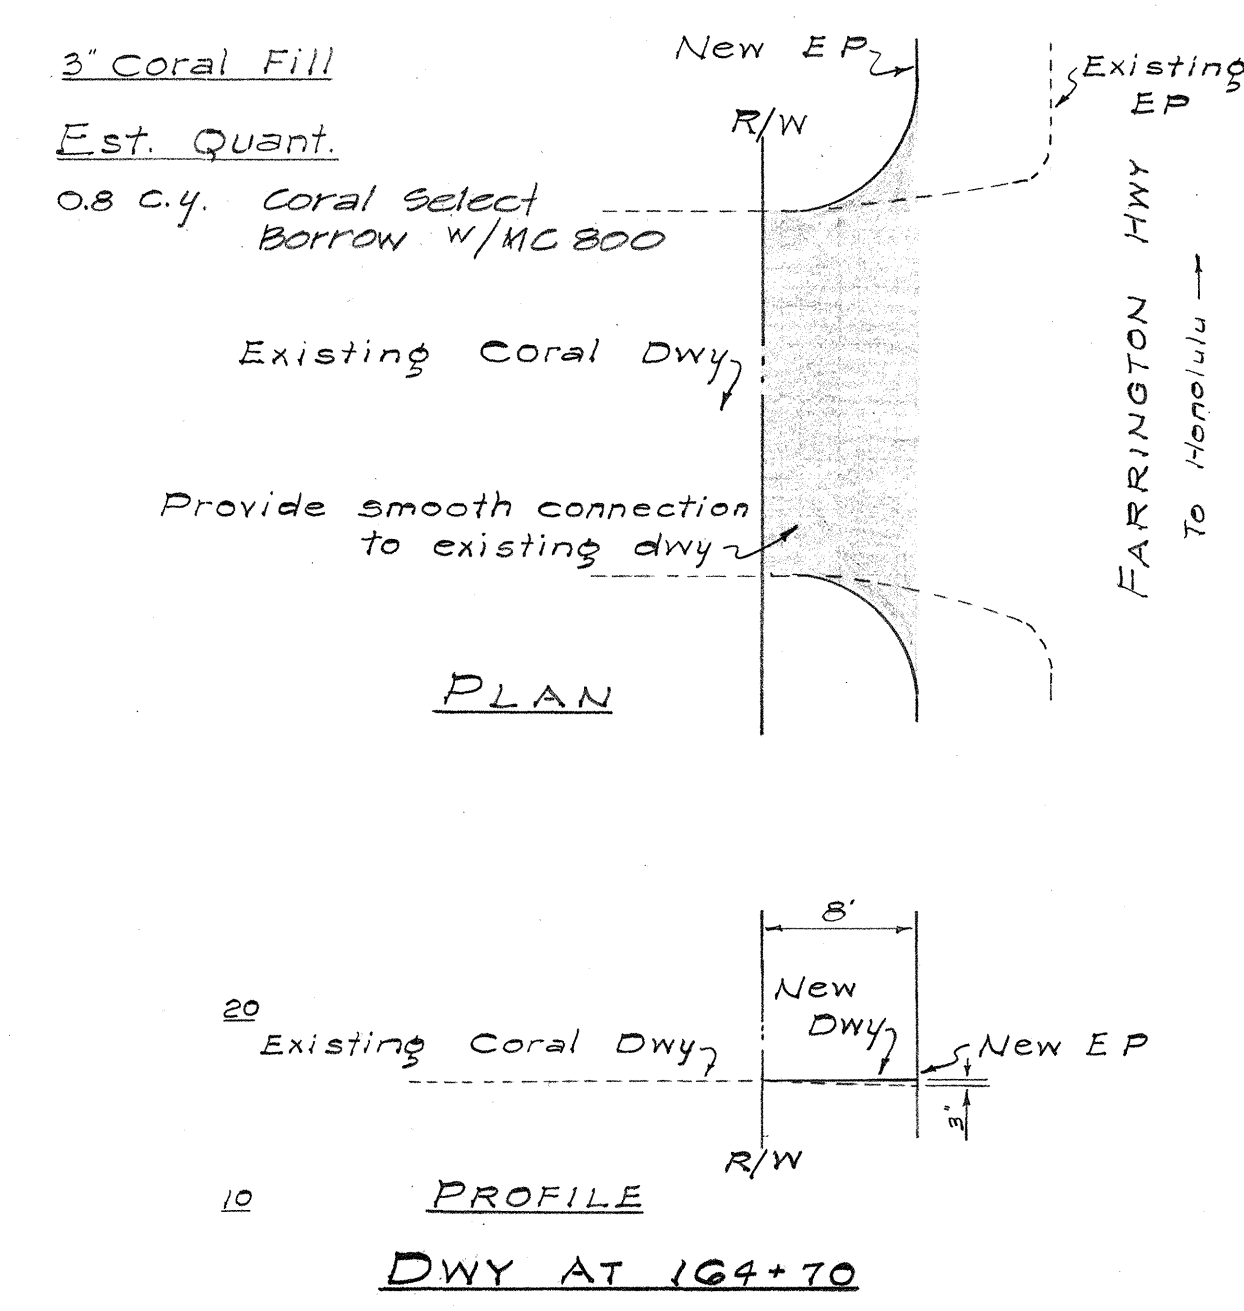 3" Coral Fill
Est. Quant.
0.8 c.y. Coral Select
Borrow w/MC 800
New EP
R/W
Existing
EP
Existing Coral Dwy
Provide smooth connection
to existing dwy
FARRINGTON HWY
To Honolulu
PLAN
8'
20
New
Dwy
Existing Coral Dwy
New EP
3"
R/W
10
PROFILE
DWY AT 164+70